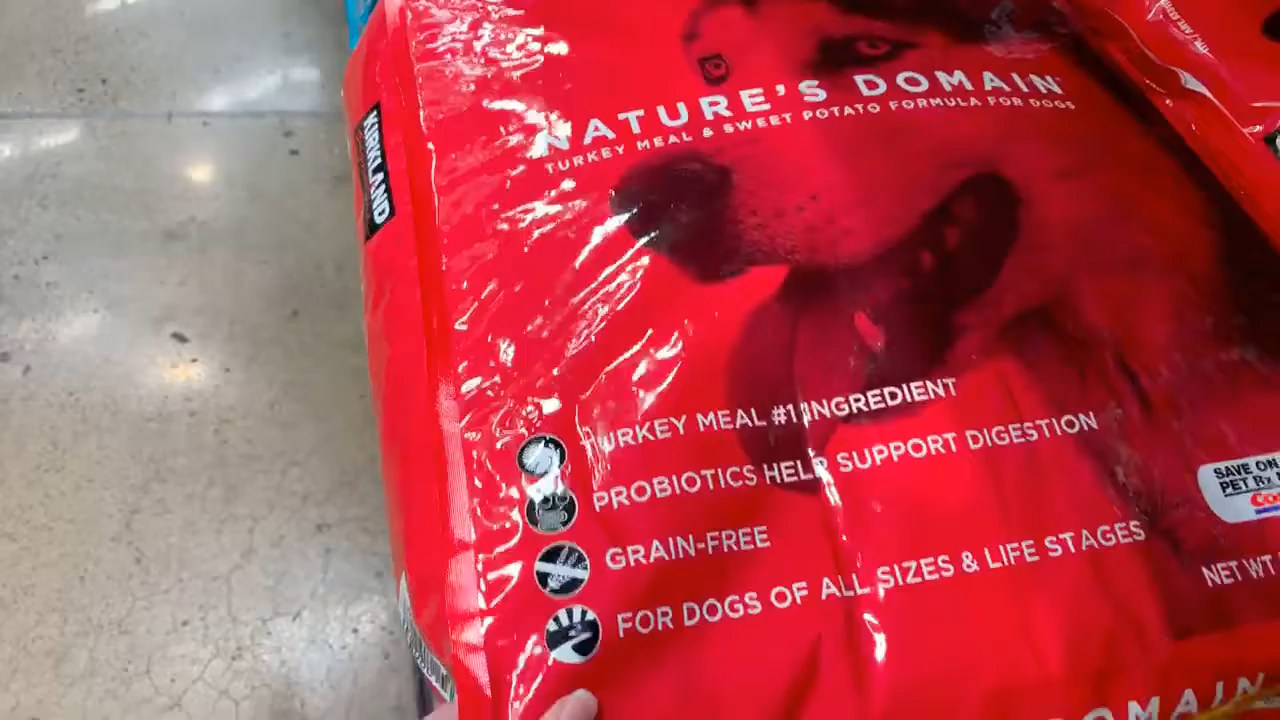 KIRKLAND
NATURE'S DOMAIN
TURKEY MEAL & SWEET POTATO FORMULA FOR DOGS
TURKEY MEAL #1 INGREDIENT
PROBIOTICS HELP SUPPORT DIGESTION
GRAIN-FREE
FOR DOGS OF ALL SIZES & LIFE STAGES
SAVE ON
PET Rx
NET WT
OMAIN